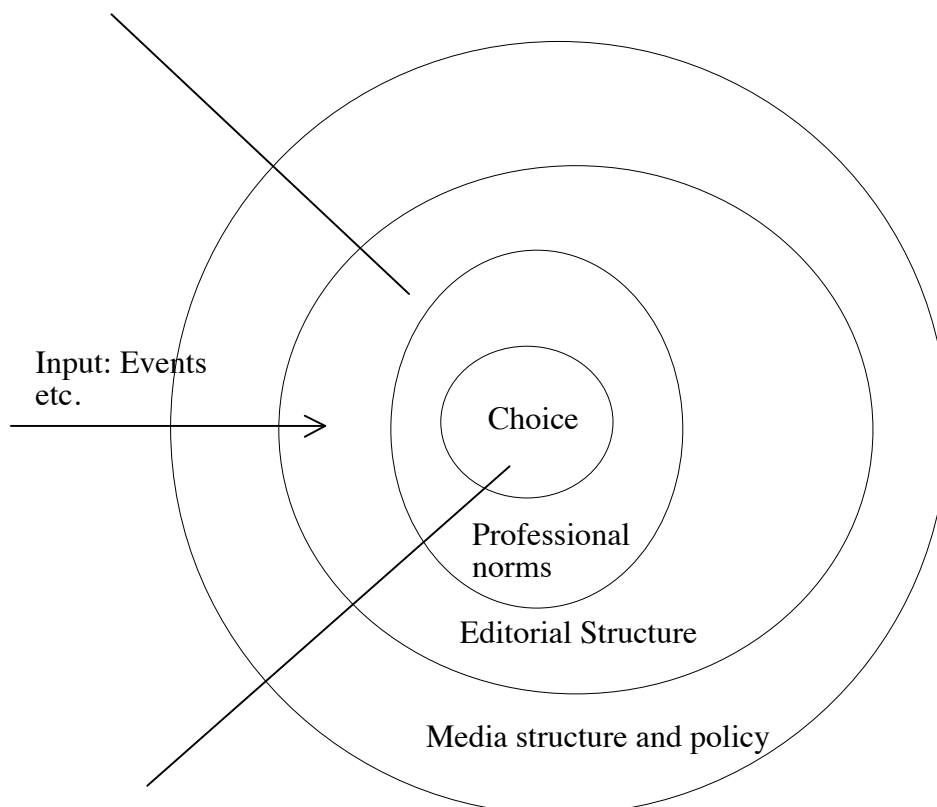 Input: Events
etc.
Choice
Professional
norms
Editorial Structure
Media structure and policy